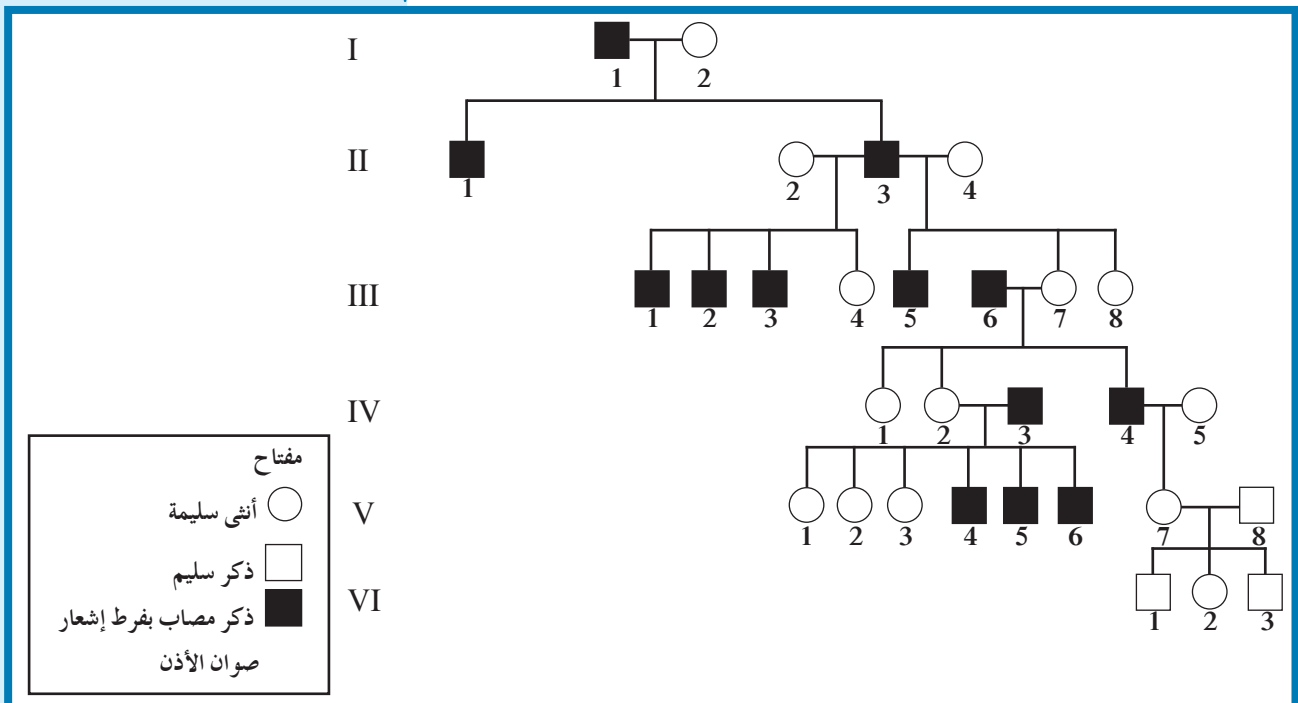 I
1 2
II
1 2 3 4
III
1 2 3 4 5 6 7 8
IV
1 2 3 4 5
V
1 2 3 4 5 6 7 8
VI
1 2 3
مفتاح
أنثى سليمة
ذكر سليم
ذكر مصاب بفرط إشعار
صوان الأذن